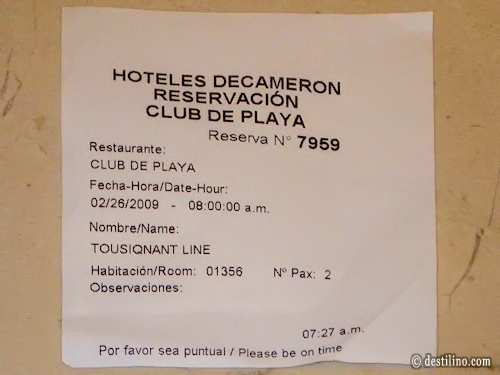 HOTELES DECAMERON
RESERVACIÓN
CLUB DE PLAYA
Reserva N° 7959
Restaurante:
CLUB DE PLAYA
Fecha-Hora/Date-Hour:
02/26/2009 - 08:00:00 a.m.
Nombre/Name:
TOUSIQNANT LINE
Habitación/Room: 01356 N° Pax: 2
Observaciones:
07:27 a.m.
Por favor sea puntual / Please be on time
© destilino.com